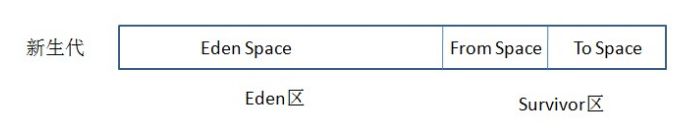 新生代 Eden Space From Space To Space
Eden区 Survivor区